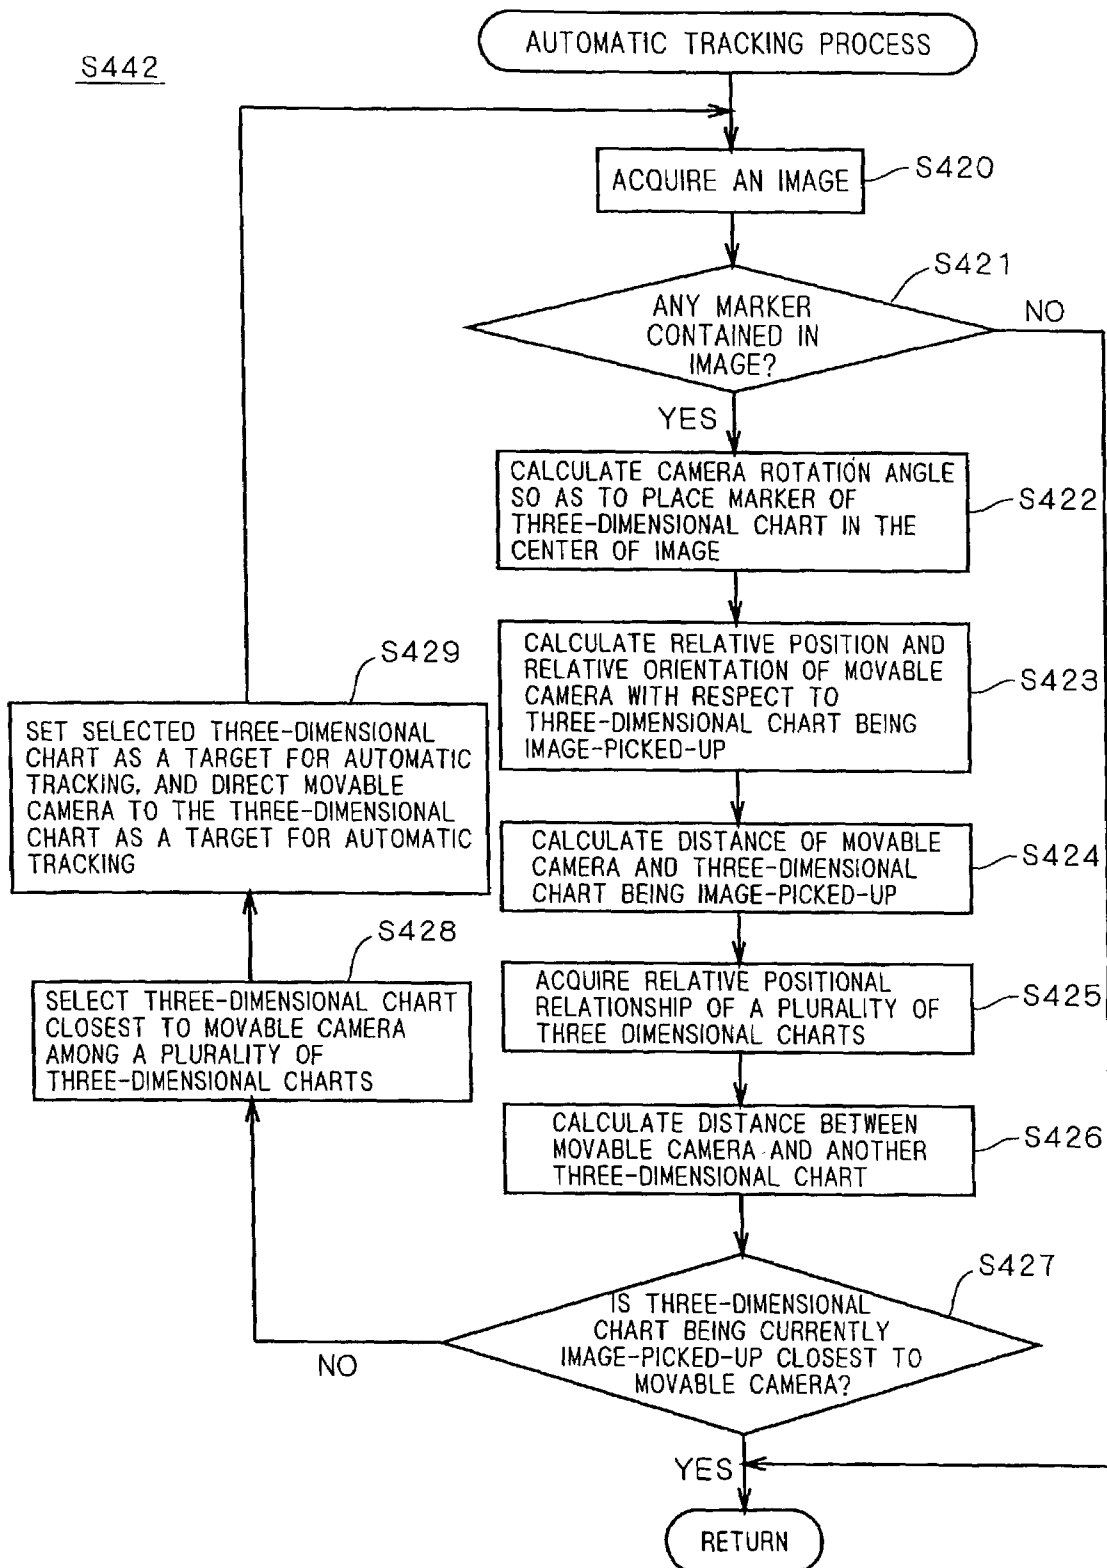 AUTOMATIC TRACKING PROCESS
S442
ACQUIRE AN IMAGE
S420
S421
ANY MARKER
CONTAINED IN
IMAGE?
NO
YES
CALCULATE CAMERA ROTATION ANGLE
SO AS TO PLACE MARKER OF
THREE-DIMENSIONAL CHART IN THE
CENTER OF IMAGE
S422
CALCULATE RELATIVE POSITION AND
RELATIVE ORIENTATION OF MOVABLE
CAMERA WITH RESPECT TO
THREE-DIMENSIONAL CHART BEING
IMAGE-PICKED-UP
S423
CALCULATE DISTANCE OF MOVABLE
CAMERA AND THREE-DIMENSIONAL
CHART BEING IMAGE-PICKED-UP
S424
ACQUIRE RELATIVE POSITIONAL
RELATIONSHIP OF A PLURALITY OF
THREE DIMENSIONAL CHARTS
S425
CALCULATE DISTANCE BETWEEN
MOVABLE CAMERA AND ANOTHER
THREE-DIMENSIONAL CHART
S426
S427
IS THREE-DIMENSIONAL
CHART BEING CURRENTLY
IMAGE-PICKED-UP CLOSEST TO
MOVABLE CAMERA?
NO
YES
S428
SELECT THREE-DIMENSIONAL CHART
CLOSEST TO MOVABLE CAMERA
AMONG A PLURALITY OF
THREE-DIMENSIONAL CHARTS
S429
SET SELECTED THREE-DIMENSIONAL
CHART AS A TARGET FOR AUTOMATIC
TRACKING, AND DIRECT MOVABLE
CAMERA TO THE THREE-DIMENSIONAL
CHART AS A TARGET FOR AUTOMATIC
TRACKING
RETURN